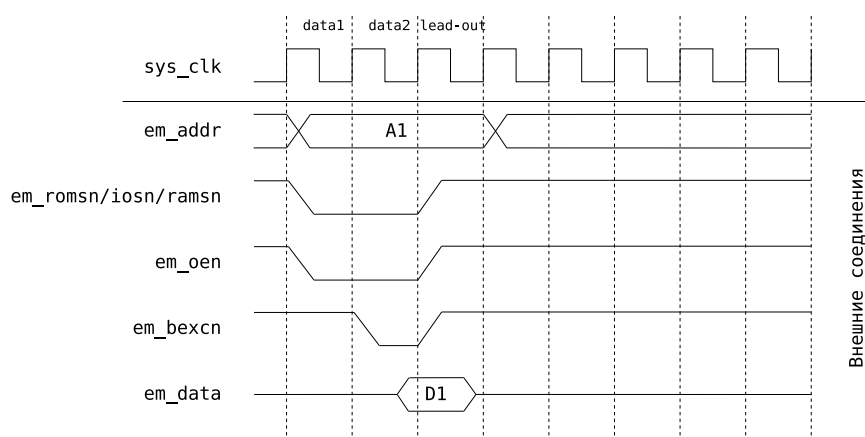 data1 data2 lead-out
sys_clk
em_addr A1
em_romsn/iosn/ramsn
em_oen
em_bexcn
em_data D1
Внешние соединения